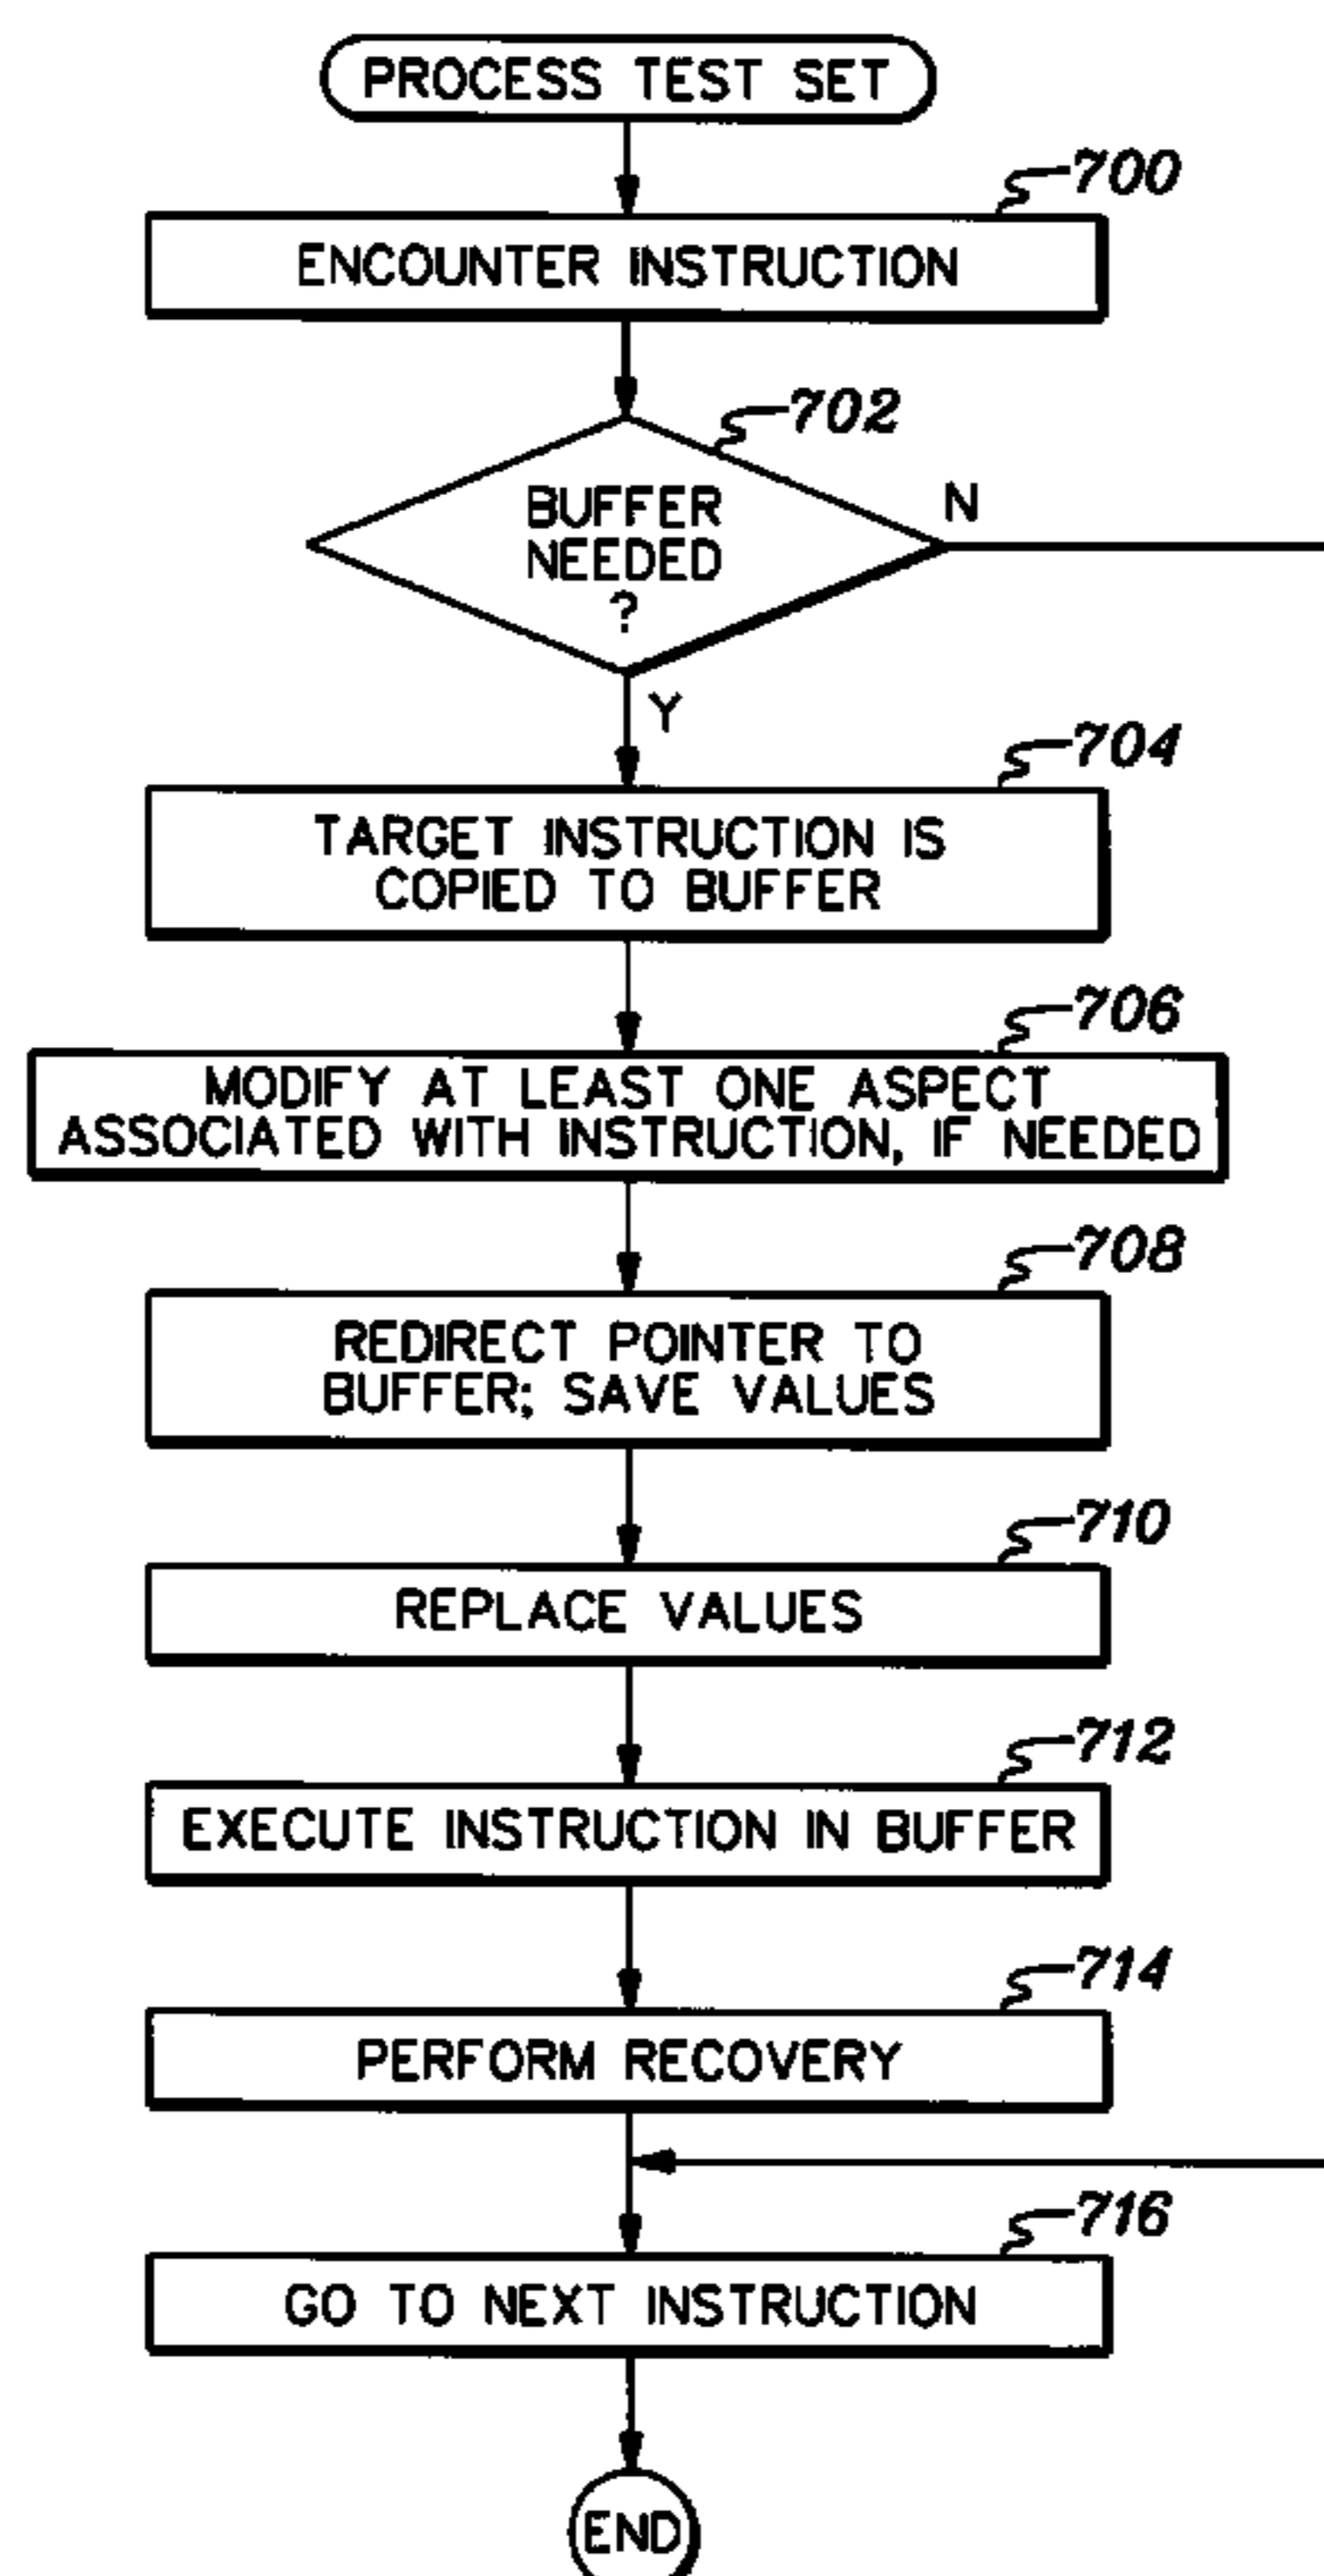 PROCESS TEST SET
700
ENCOUNTER INSTRUCTION
702
BUFFER
NEEDED
?
N
Y
704
TARGET INSTRUCTION IS
COPIED TO BUFFER
706
MODIFY AT LEAST ONE ASPECT
ASSOCIATED WITH INSTRUCTION, IF NEEDED
708
REDIRECT POINTER TO
BUFFER; SAVE VALUES
710
REPLACE VALUES
712
EXECUTE INSTRUCTION IN BUFFER
714
PERFORM RECOVERY
716
GO TO NEXT INSTRUCTION
END